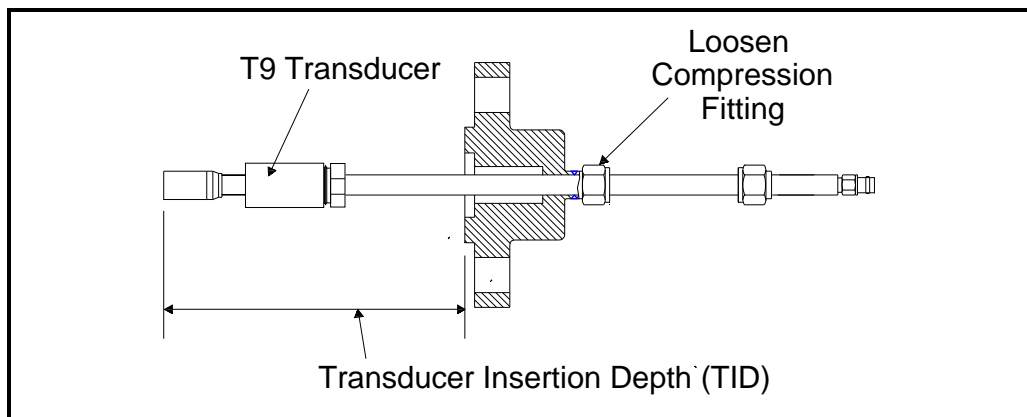 T9 Transducer
Loosen
Compression
Fitting
Transducer Insertion Depth (TID)